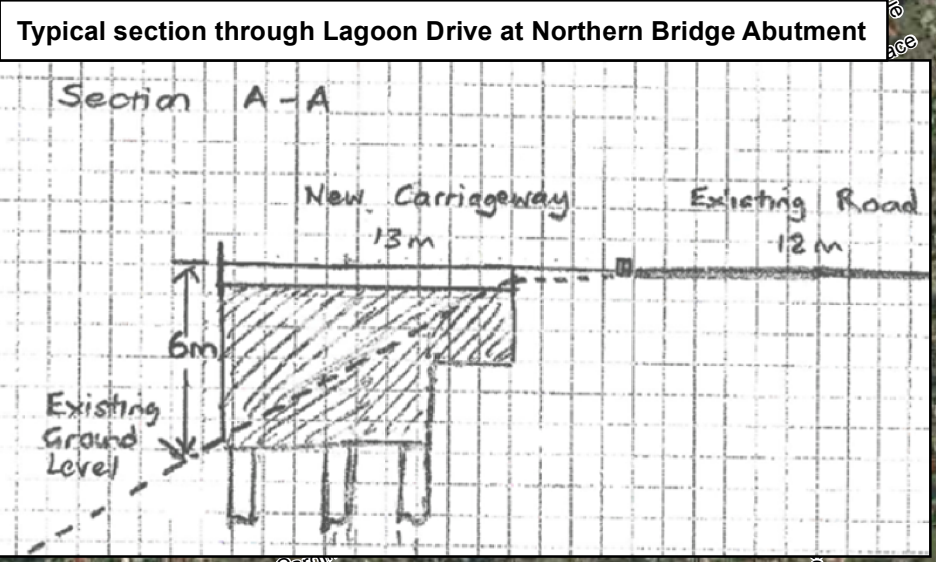 Typical section through Lagoon Drive at Northern Bridge Abutment
Section A-A
New Carriageway
13m
Existing Road
12m
6m
Existing
Ground
Level
ace